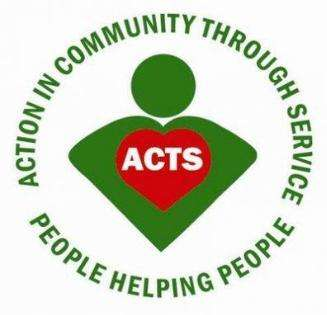 ACTION IN COMMUNITY THROUGH SERVICE
ACTS
PEOPLE HELPING PEOPLE